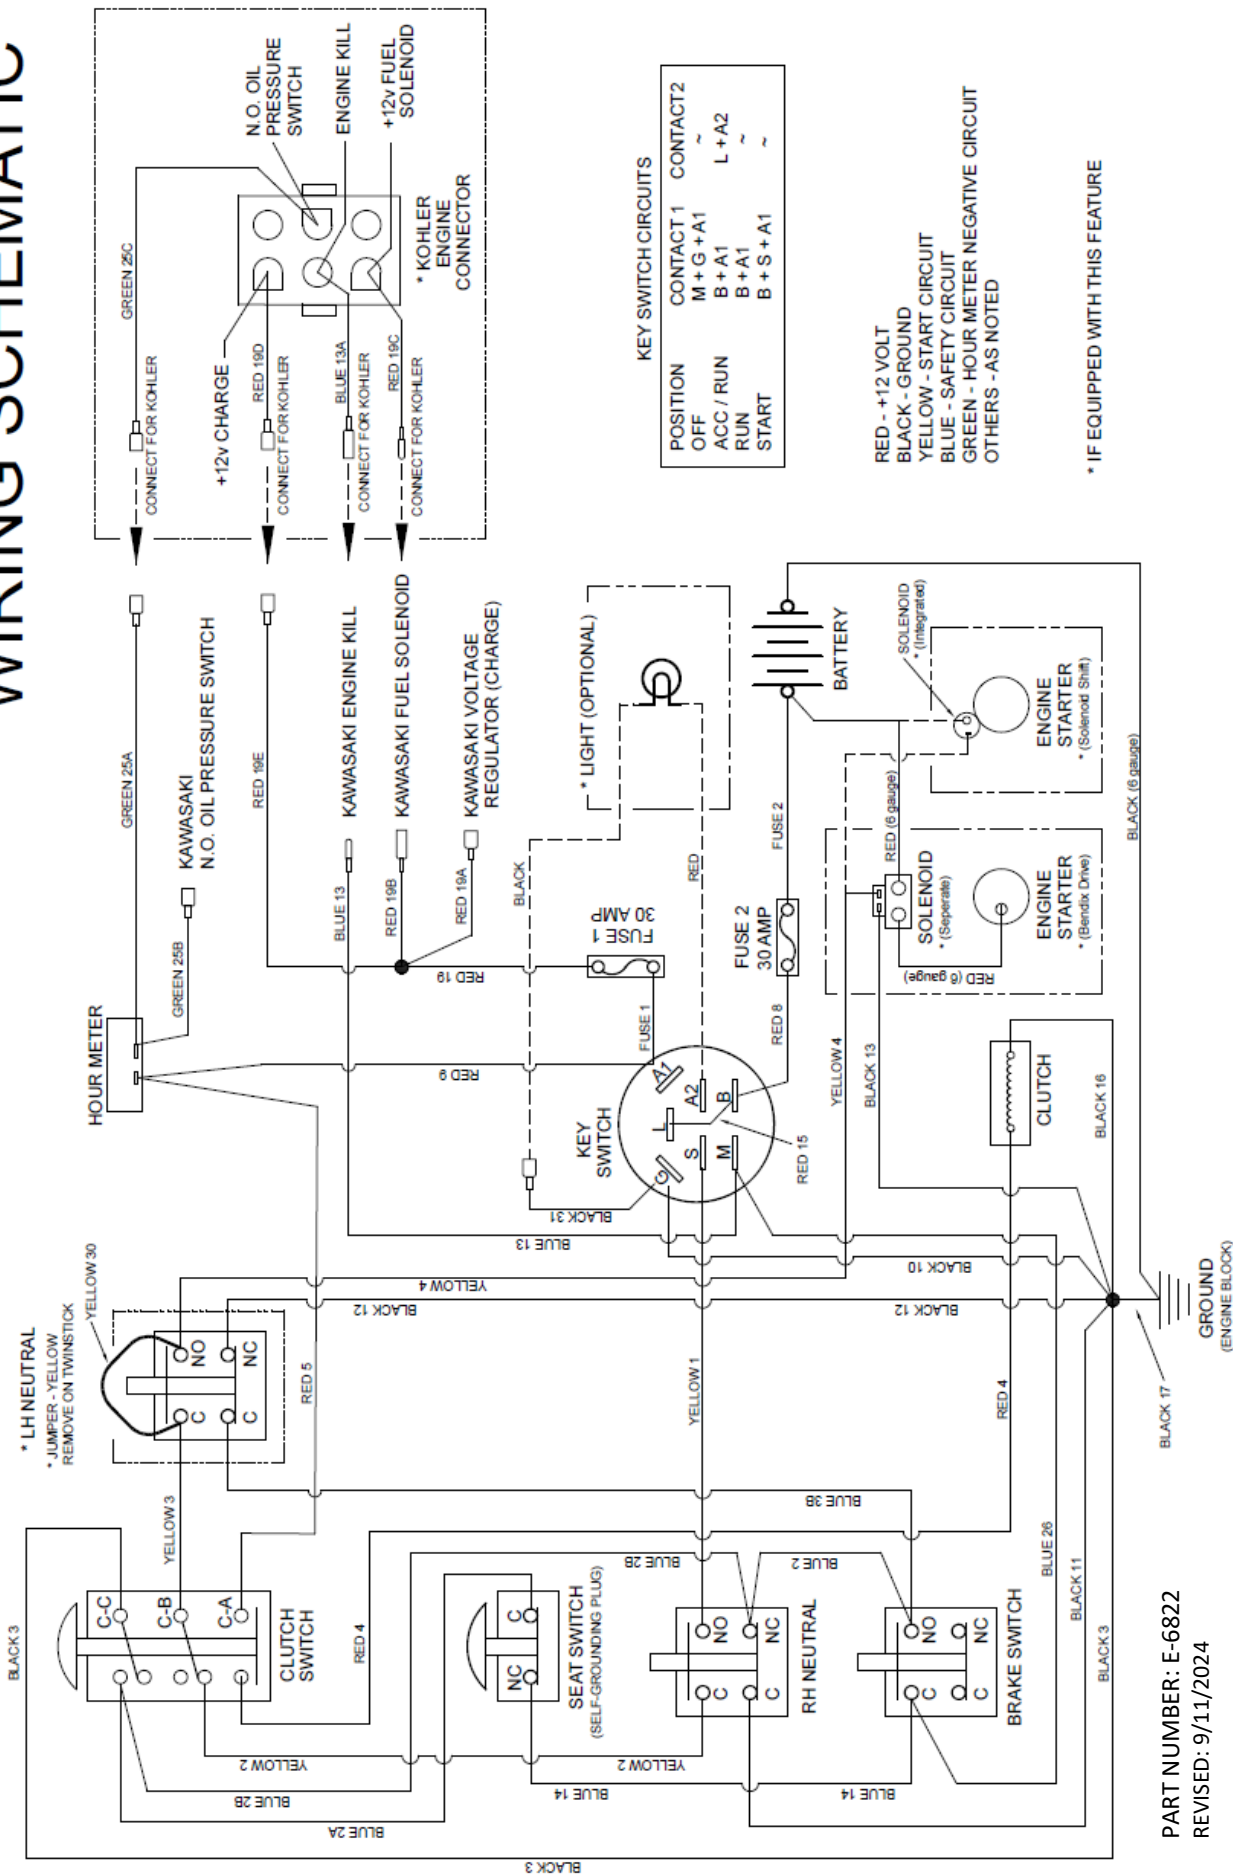 WIRING SCHEMATIC
N.O. OIL
PRESSURE
SWITCH
ENGINE KILL
+12v FUEL
SOLENOID
GREEN 25C
* KOHLER
ENGINE
CONNECTOR
+12v CHARGE
RED 19D
BLUE 13A
RED 19C
CONNECT FOR KOHLER
CONNECT FOR KOHLER
CONNECT FOR KOHLER
CONNECT FOR KOHLER
KEY SWITCH CIRCUITS
POSITION CONTACT 1 CONTACT2
OFF M + G + A1 ~
ACC / RUN B + A1 L + A2
RUN B + A1 ~
START B + S + A1 ~
RED - +12 VOLT
BLACK - GROUND
YELLOW - START CIRCUIT
BLUE - SAFETY CIRCUIT
GREEN - HOUR METER NEGATIVE CIRCUIT
OTHERS - AS NOTED
* IF EQUIPPED WITH THIS FEATURE
GREEN 25A
KAWASAKI
N.O. OIL PRESSURE SWITCH
GREEN 25B
HOUR METER
RED 19E
KAWASAKI ENGINE KILL
BLUE 13
KAWASAKI FUEL SOLENOID
RED 19B
KAWASAKI VOLTAGE
REGULATOR (CHARGE)
RED 19A
RED 19
RED 9
* LIGHT (OPTIONAL)
BLACK
RED
FUSE 1
30 AMP
FUSE 1
BATTERY
FUSE 2
FUSE 2
30 AMP
RED 8
SOLENOID
* (Integrated)
ENGINE
STARTER
* (Solenoid Shift)
RED (6 gauge)
BLACK (6 gauge)
SOLENOID
* (Seperate)
ENGINE
STARTER
* (Bendix Drive)
RED (6 gauge)
YELLOW 4
BLACK 13
CLUTCH
BLACK 16
KEY
SWITCH
A1
A2
B
L
S
M
G
RED 15
BLACK 31
BLUE 13
BLACK 10
YELLOW 4
BLACK 12
BLACK 12
GROUND
(ENGINE BLOCK)
BLACK 17
* LH NEUTRAL
* JUMPER - YELLOW
REMOVE ON TWINSTICK
YELLOW 30
NO
NC
C
C
RED 5
YELLOW 1
RED 4
YELLOW 3
BLUE 3B
BLACK 3
C-C
C-B
C-A
CLUTCH
SWITCH
RED 4
BLUE 2B
BLUE 2
C
NC
SEAT SWITCH
(SELF-GROUNDING PLUG)
NO
NC
C
C
RH NEUTRAL
NO
NC
C
C
BRAKE SWITCH
BLUE 26
BLACK 11
BLACK 3
YELLOW 2
YELLOW 2
BLUE 2B
BLUE 14
BLUE 14
BLUE 2A
BLACK 3
PART NUMBER: E-6822
REVISED: 9/11/2024